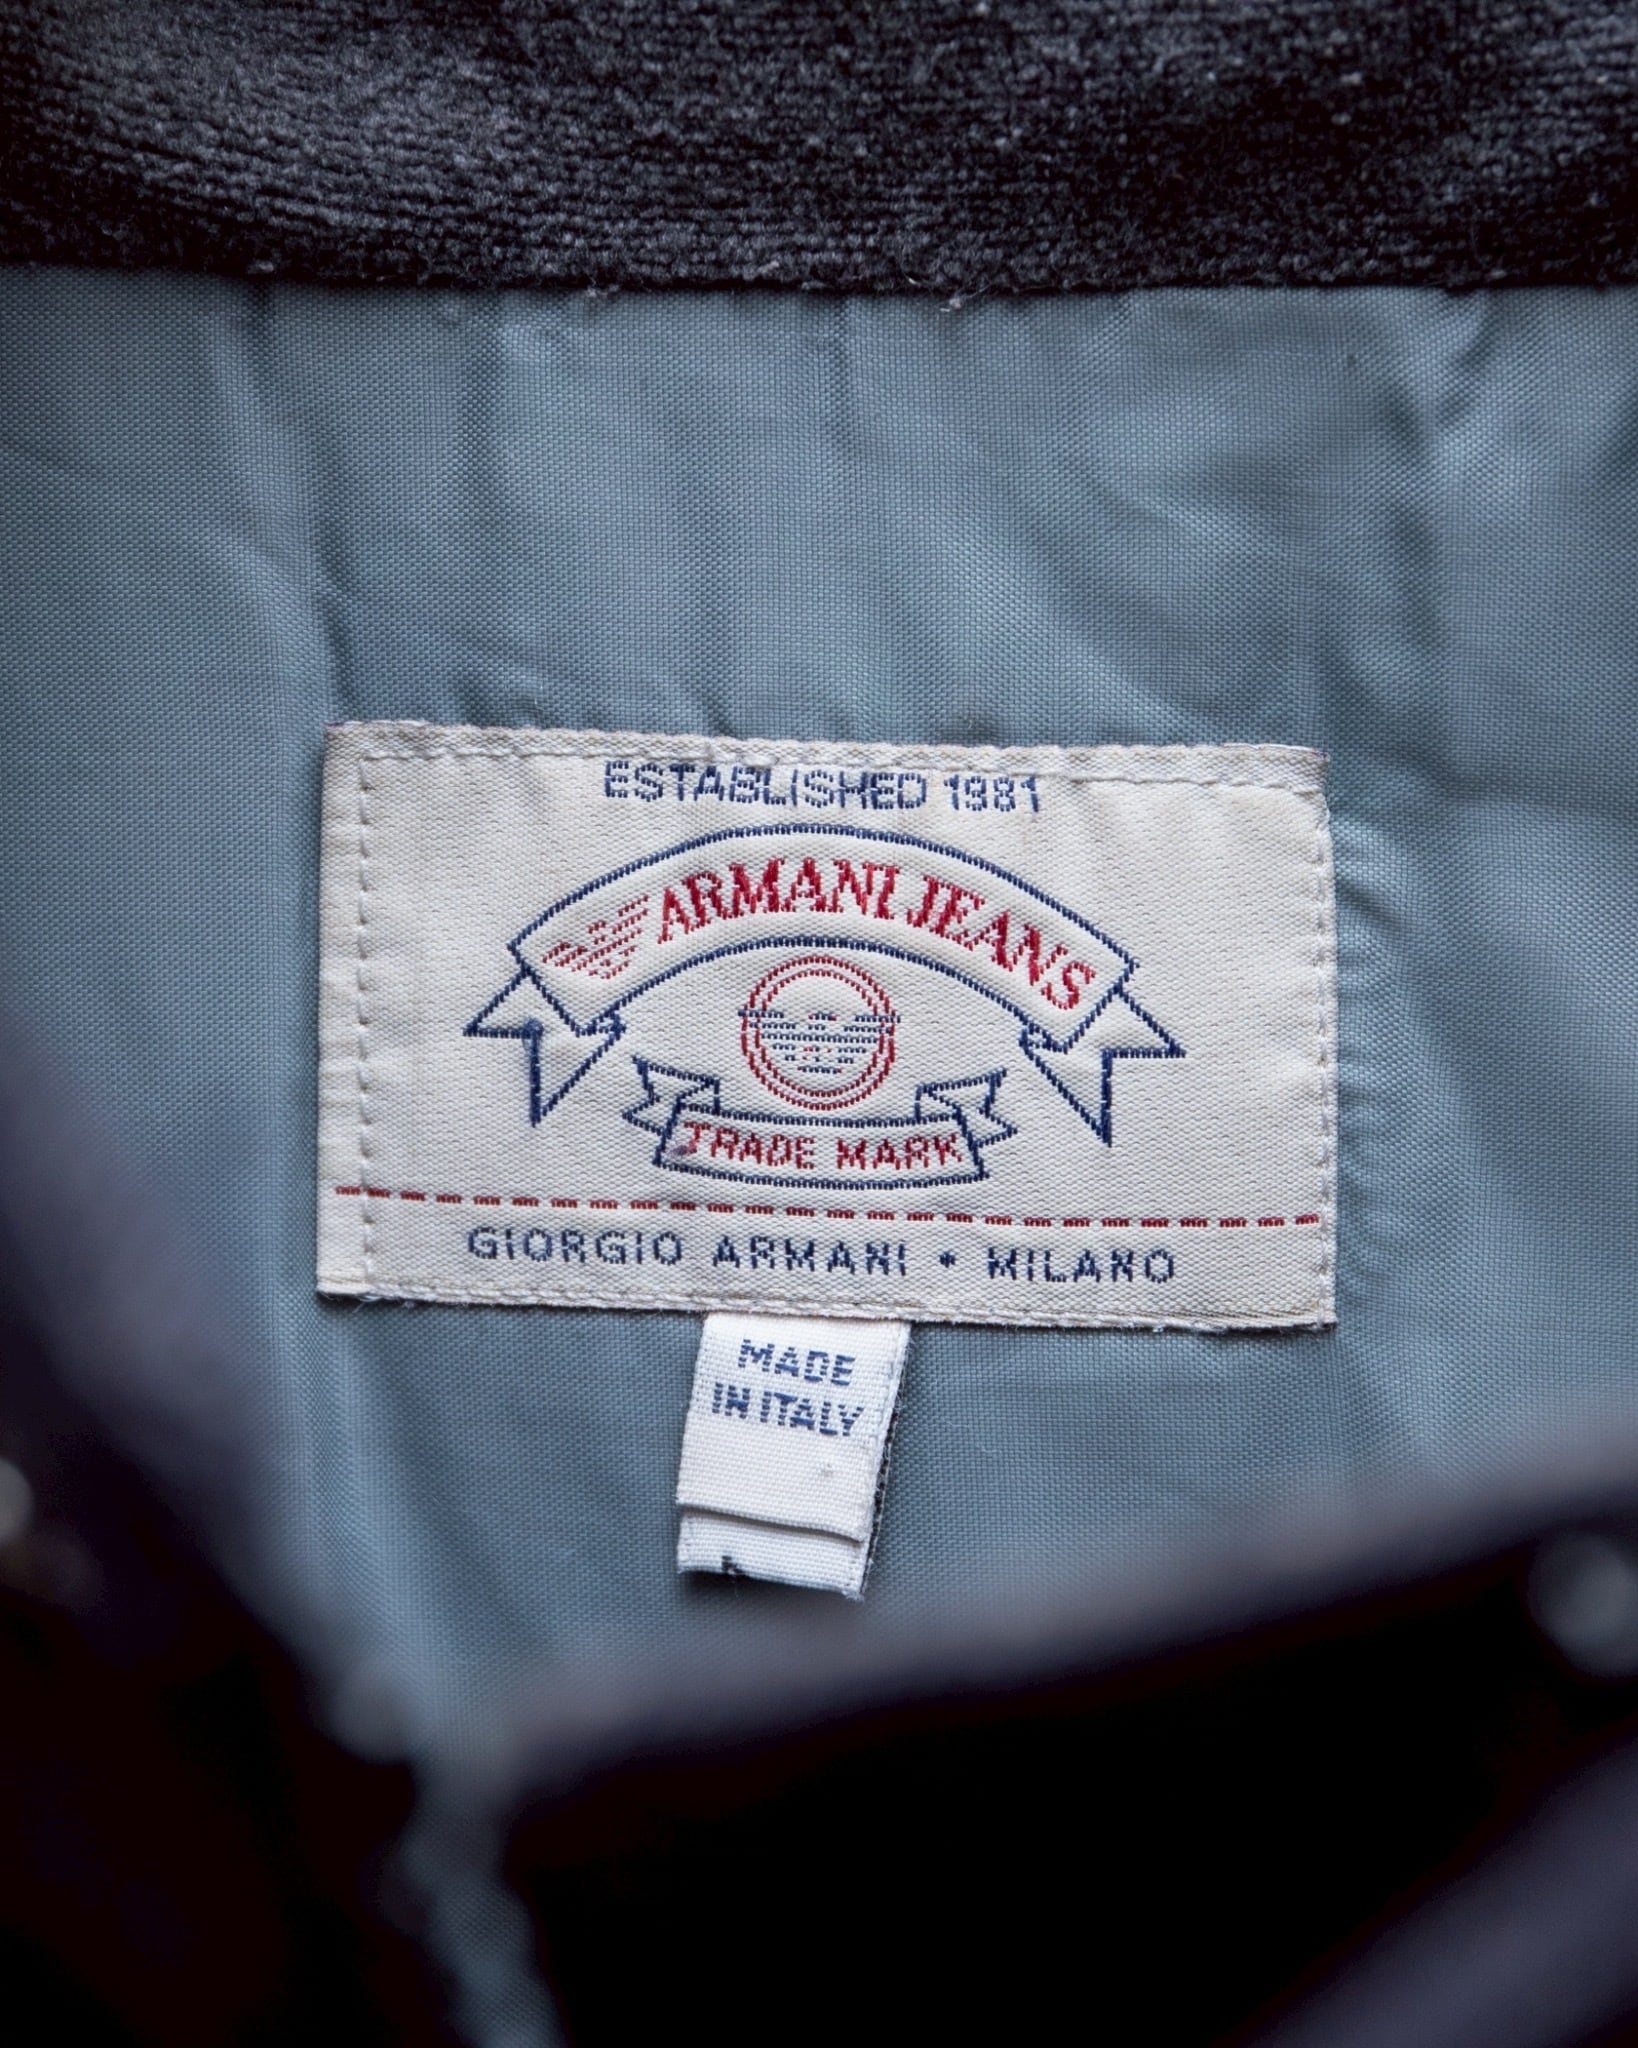 ESTABLISHED 1981
ARMANI JEANS
TRADE MARK
GIORGIO ARMANI • MILANO
MADE
IN ITALY